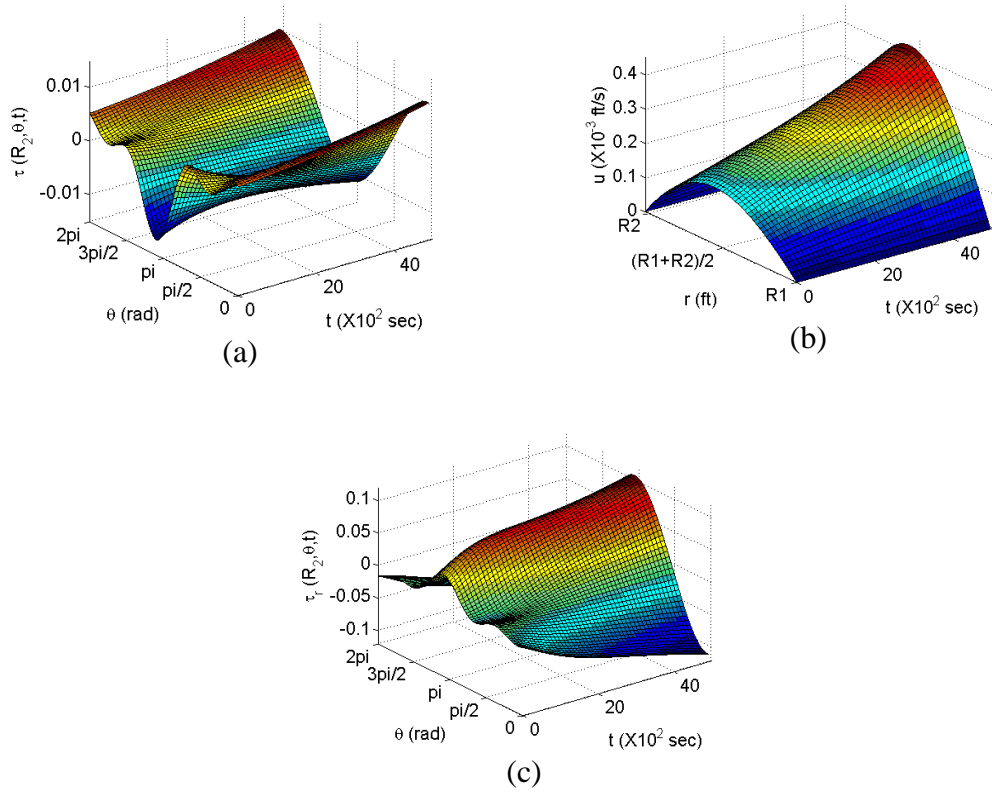 τ (R₂,θ,t)
0.01
0
-0.01
2pi
3pi/2
pi
pi/2
0
θ (rad)
0
20
40
t (X10² sec)
(a)
u (X10⁻³ ft/s)
0.4
0.3
0.2
0.1
0
R2
(R1+R2)/2
R1
r (ft)
0
20
40
t (X10² sec)
(b)
τᵣ (R₂,θ,t)
0.1
0.05
0
-0.05
-0.1
2pi
3pi/2
pi
pi/2
0
θ (rad)
0
20
40
t (X10² sec)
(c)